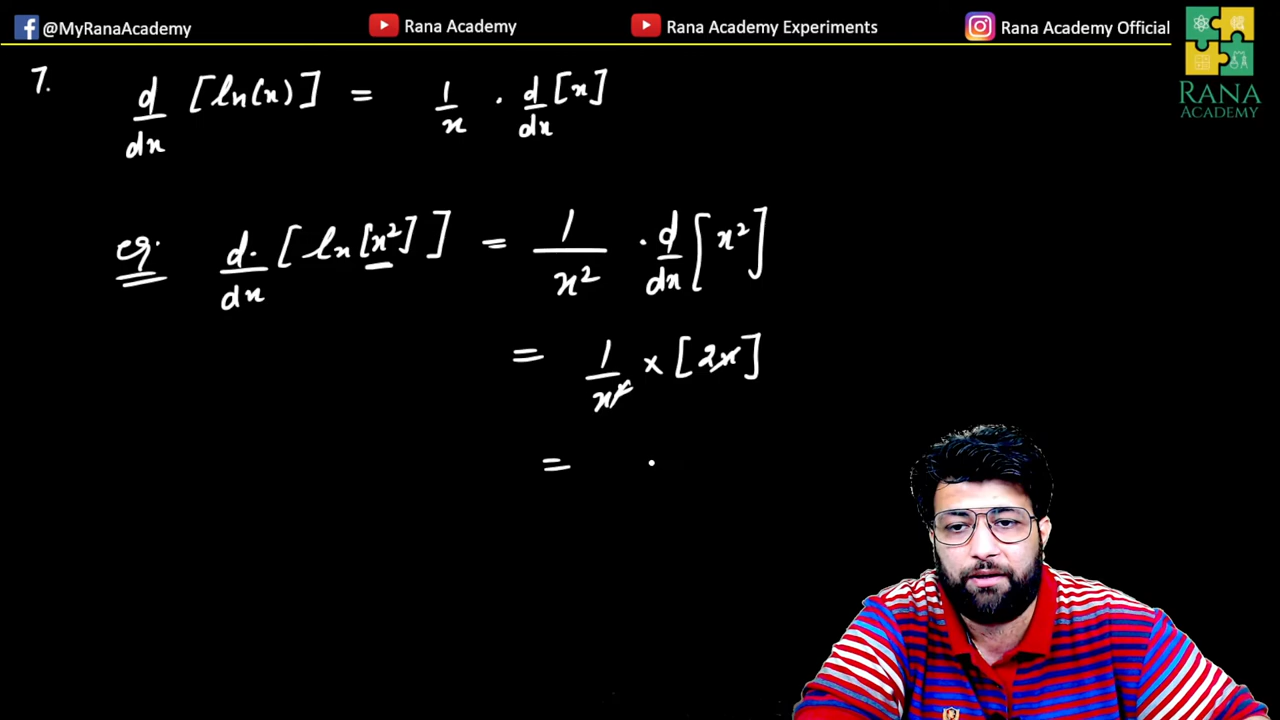 @MyRanaAcademy Rana Academy Rana Academy Experiments Rana Academy Official
RANA
ACADEMY
7. d/dx [ln(x)] = 1/x · d/dx [x]
eg. d/dx [ln[x²]] = 1/x² · d/dx [x²]
= 1/x² × [2x]
= .